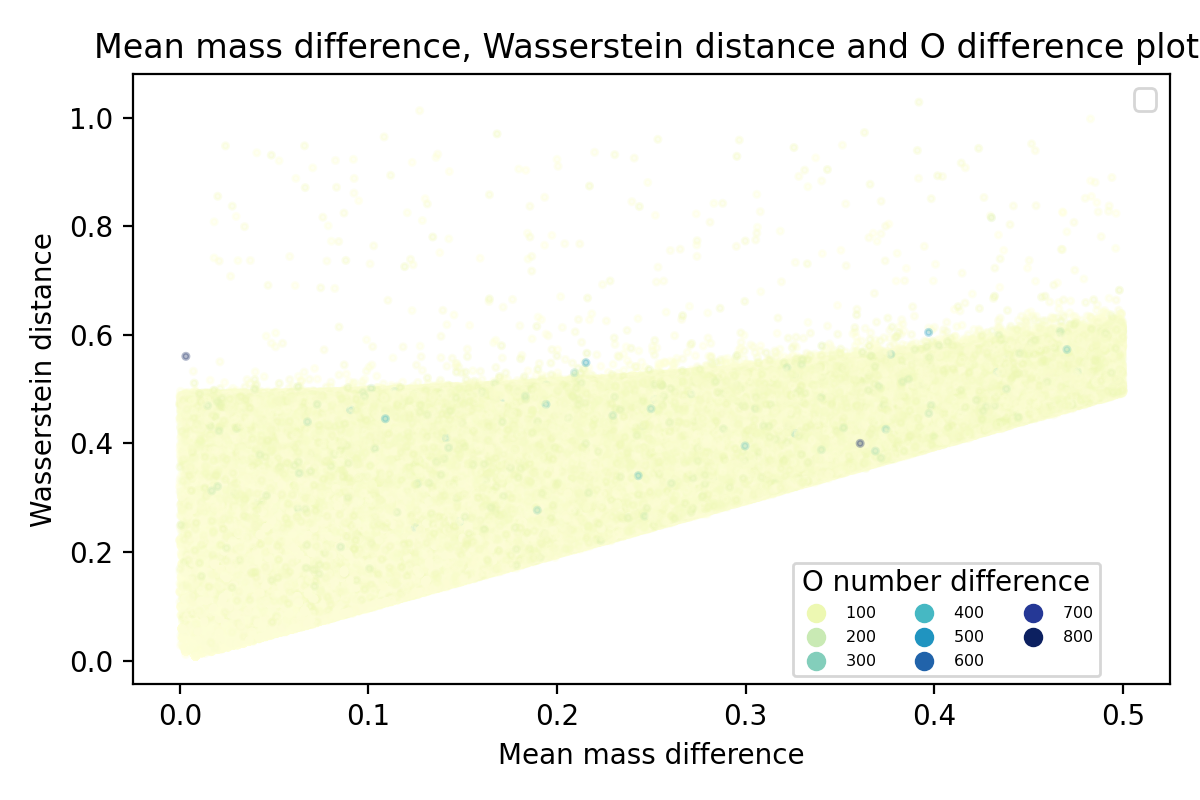 Mean mass difference, Wasserstein distance and O difference plot
Wasserstein distance
1.0
0.8
0.6
0.4
0.2
0.0
O number difference
100 400 700
200 500 800
300 600
0.0 0.1 0.2 0.3 0.4 0.5
Mean mass difference